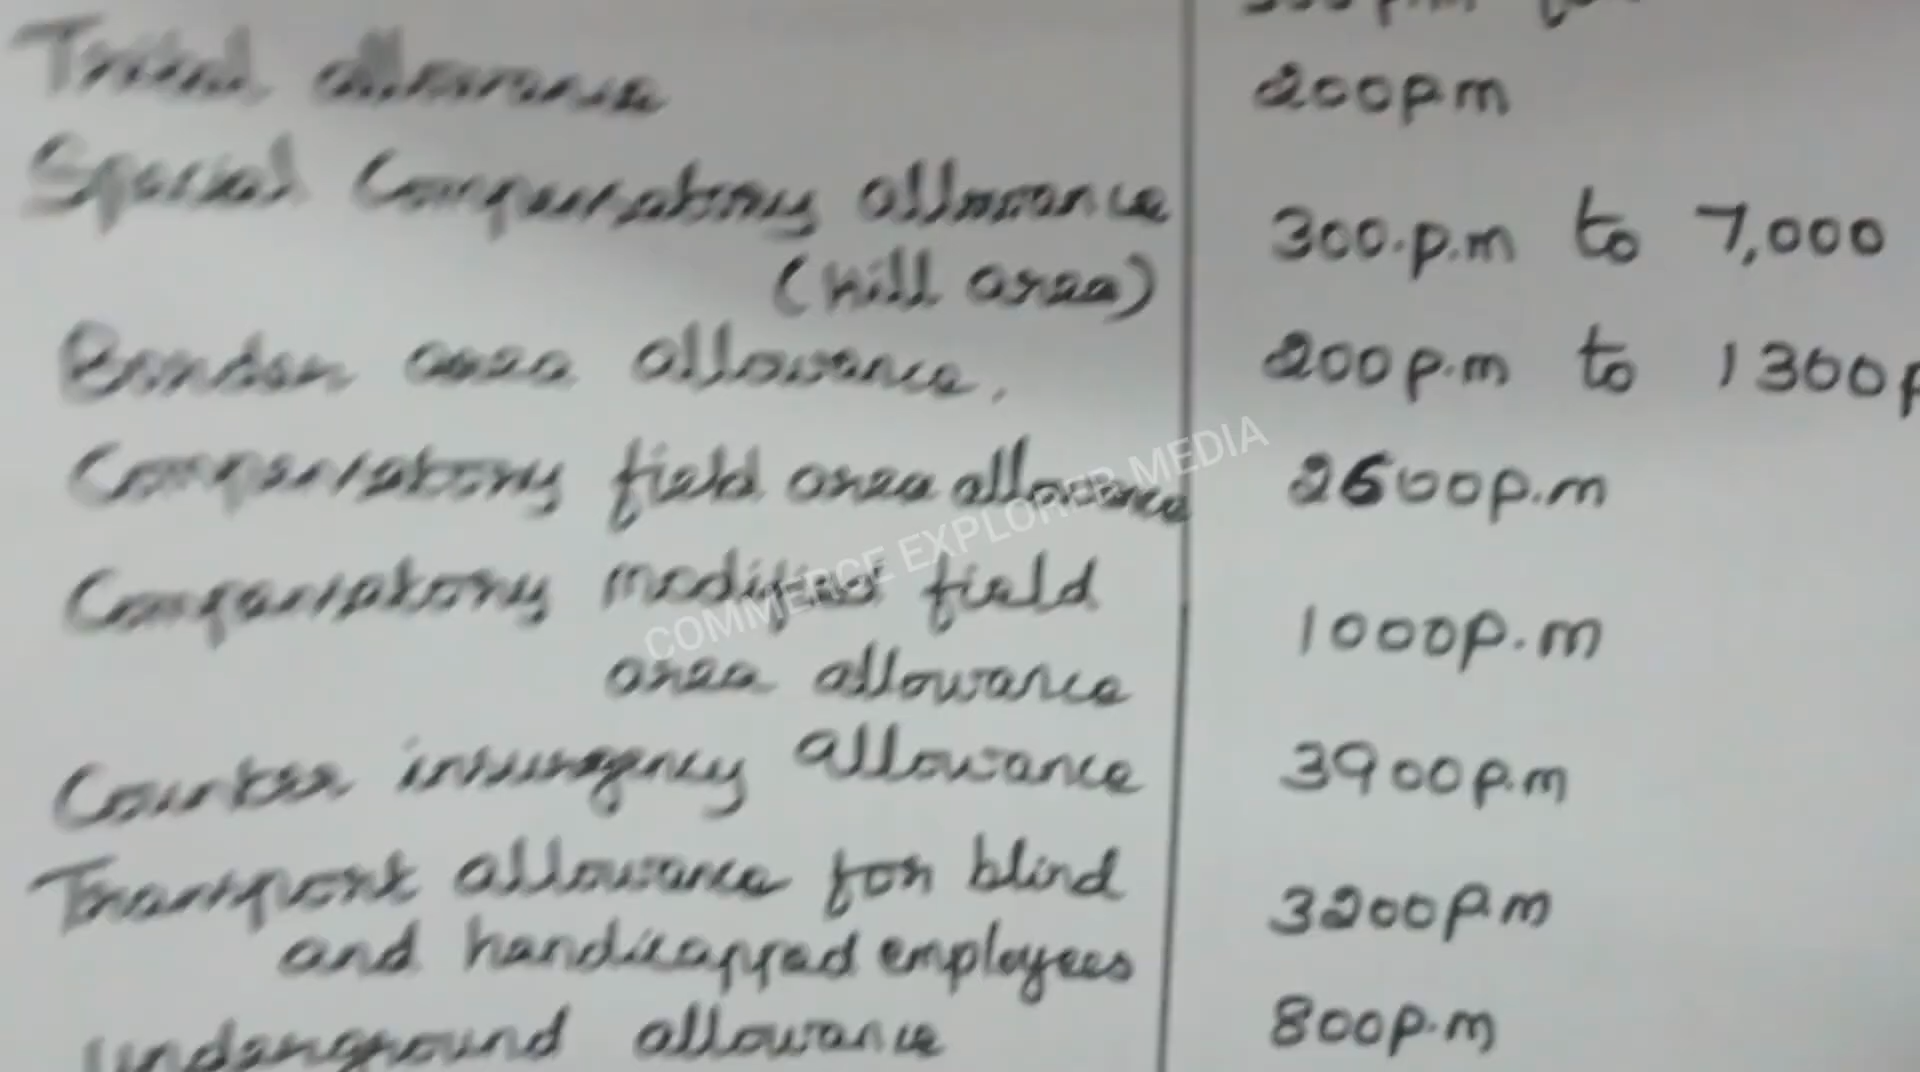 Tribal allowance 200pm
Special Compensatory allowance 300.p.m to 7,000
(hill area)
Border area allowance. 200p.m to 1300p
Compensatory field area allowance 2600p.m
Compensatory modified field 1000p.m
area allowance
Counter insurgency allowance 3900p.m
Transport allowance for blind 3200p.m
and handicapped employees
underground allowance 800p.m
COMMERCE EXPLORER MEDIA